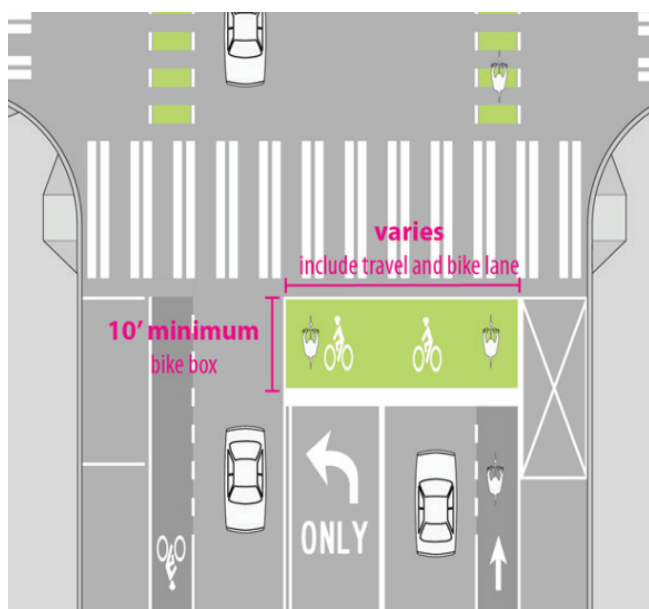 varies
include travel and bike lane
10’ minimum
bike box
ONLY